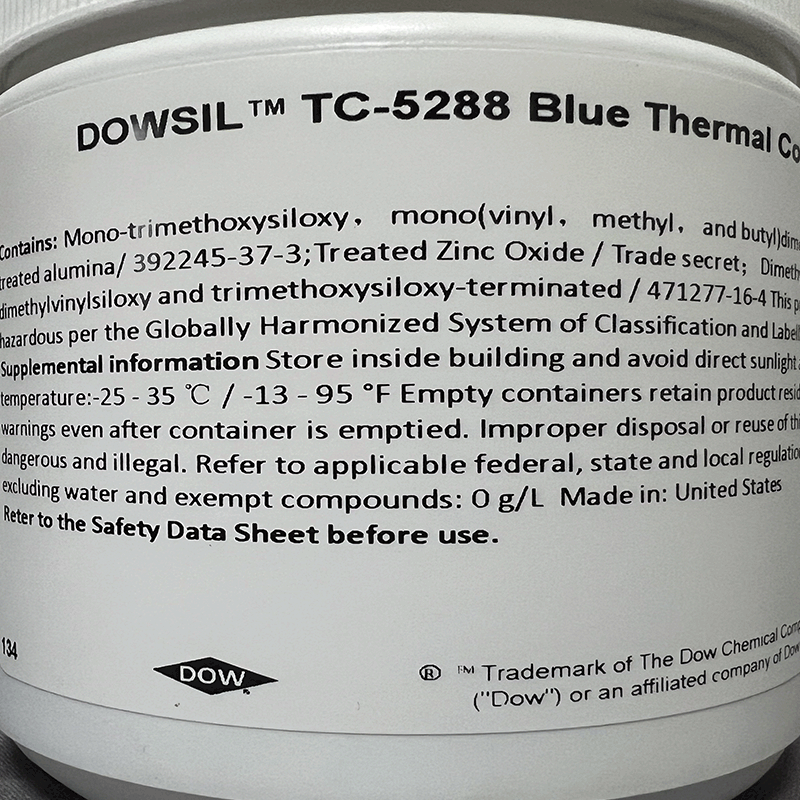 DOWSIL™ TC-5288 Blue Thermal Co
Contains: Mono-trimethoxysiloxy, mono(vinyl, methyl, and butyl)dim
treated alumina/ 392245-37-3;Treated Zinc Oxide / Trade secret; Dimeth
dimethylvinylsiloxy and trimethoxysiloxy-terminated / 471277-16-4 This p
hazardous per the Globally Harmonized System of Classification and Label
Supplemental information Store inside building and avoid direct sunlight
temperature:-25 - 35 ℃ / -13 - 95 °F Empty containers retain product resid
warnings even after container is emptied. Improper disposal or reuse of thi
dangerous and illegal. Refer to applicable federal, state and local regulatio
excluding water and exempt compounds: 0 g/L Made in: United States
Reter to the Safety Data Sheet before use.
134
DOW
® ™ Trademark of The Dow Chemical Comp
("Dow") or an affiliated company of Dow